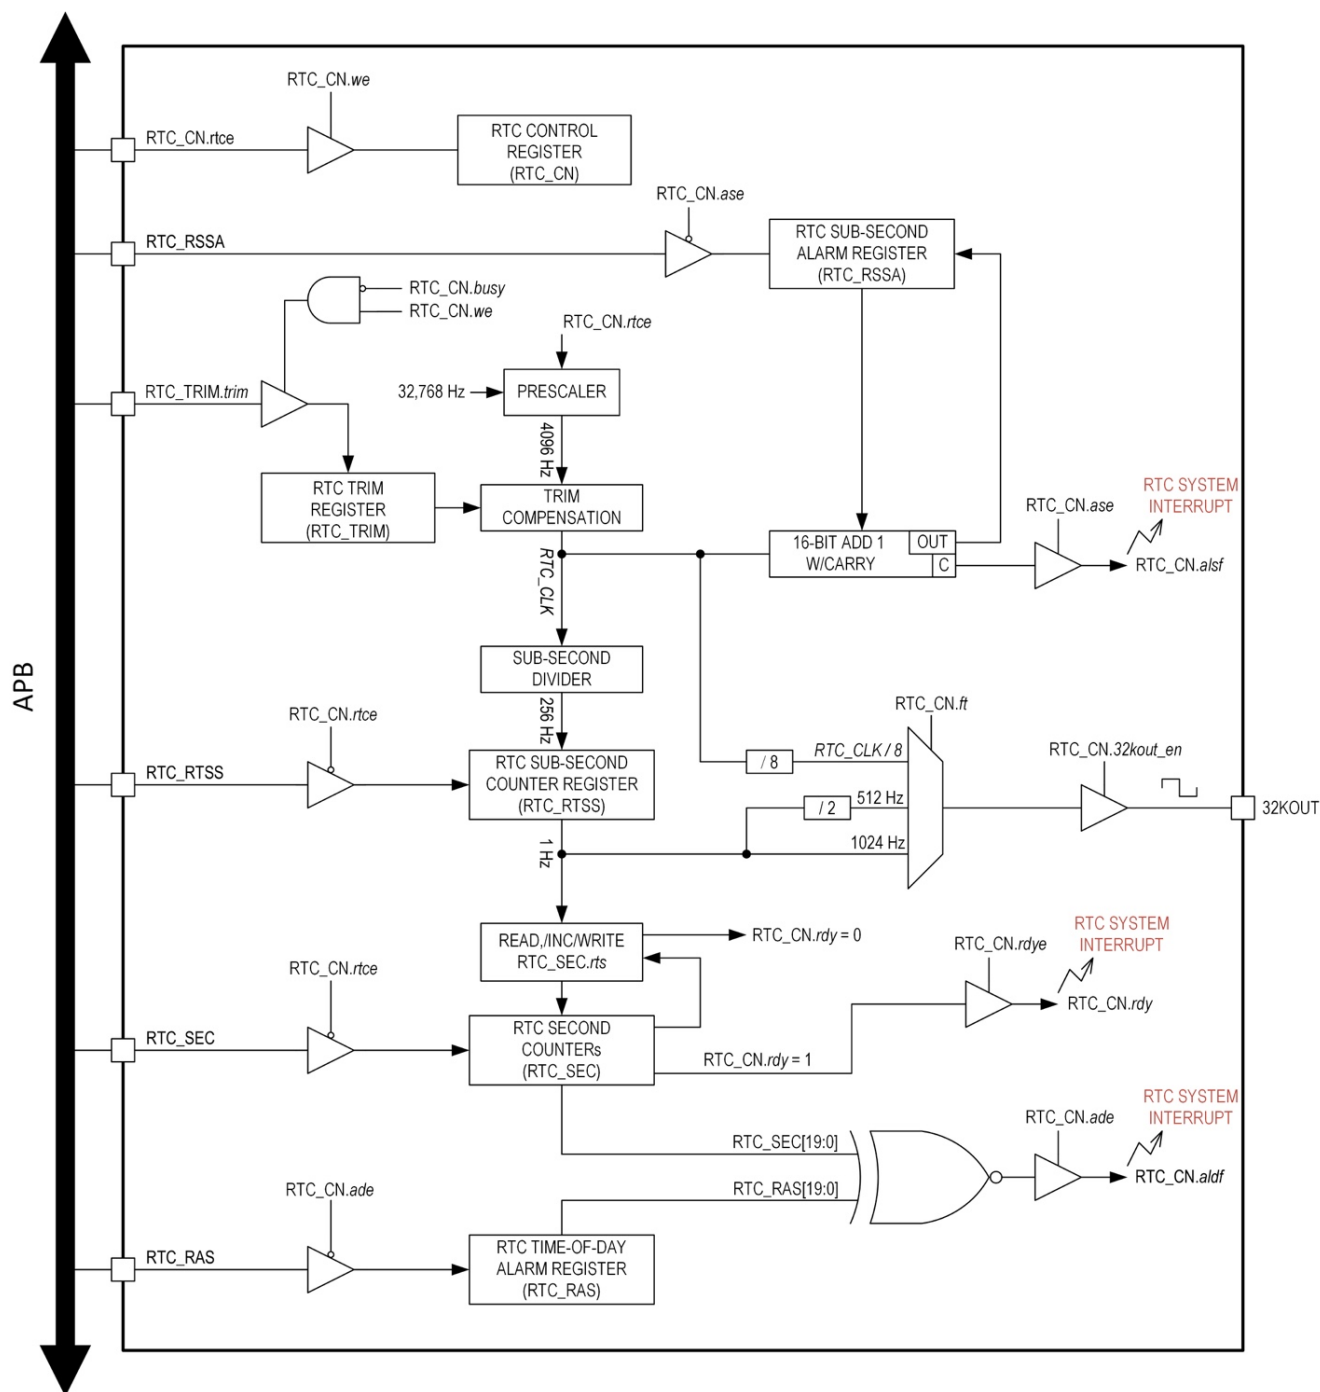 RTC_CN.we
RTC_CN.rtce
RTC CONTROL
REGISTER
(RTC_CN)
RTC_CN.ase
RTC_RSSA
RTC SUB-SECOND
ALARM REGISTER
(RTC_RSSA)
RTC_CN.busy
RTC_CN.we
RTC_CN.rtce
RTC_TRIM.trim
32,768 Hz
PRESCALER
4096 Hz
RTC TRIM
REGISTER
(RTC_TRIM)
TRIM
COMPENSATION
RTC SYSTEM
INTERRUPT
RTC_CN.ase
16-BIT ADD 1
W/CARRY
OUT
C
RTC_CN.alsf
RTC_CLK
SUB-SECOND
DIVIDER
APB
256 Hz
RTC_CN.rtce
RTC_CN.ft
RTC_CN.32kout_en
RTC_RTSS
RTC SUB-SECOND
COUNTER REGISTER
(RTC_RTSS)
/ 8
RTC_CLK / 8
/ 2
512 Hz
32KOUT
1 Hz
1024 Hz
READ,/INC/WRITE
RTC_SEC.rts
RTC_CN.rdy = 0
RTC SYSTEM
INTERRUPT
RTC_CN.rdye
RTC_CN.rdy
RTC_CN.rtce
RTC_SEC
RTC SECOND
COUNTERs
(RTC_SEC)
RTC_CN.rdy = 1
RTC SYSTEM
INTERRUPT
RTC_CN.ade
RTC_SEC[19:0]
RTC_RAS[19:0]
RTC_CN.aldf
RTC_CN.ade
RTC_RAS
RTC TIME-OF-DAY
ALARM REGISTER
(RTC_RAS)